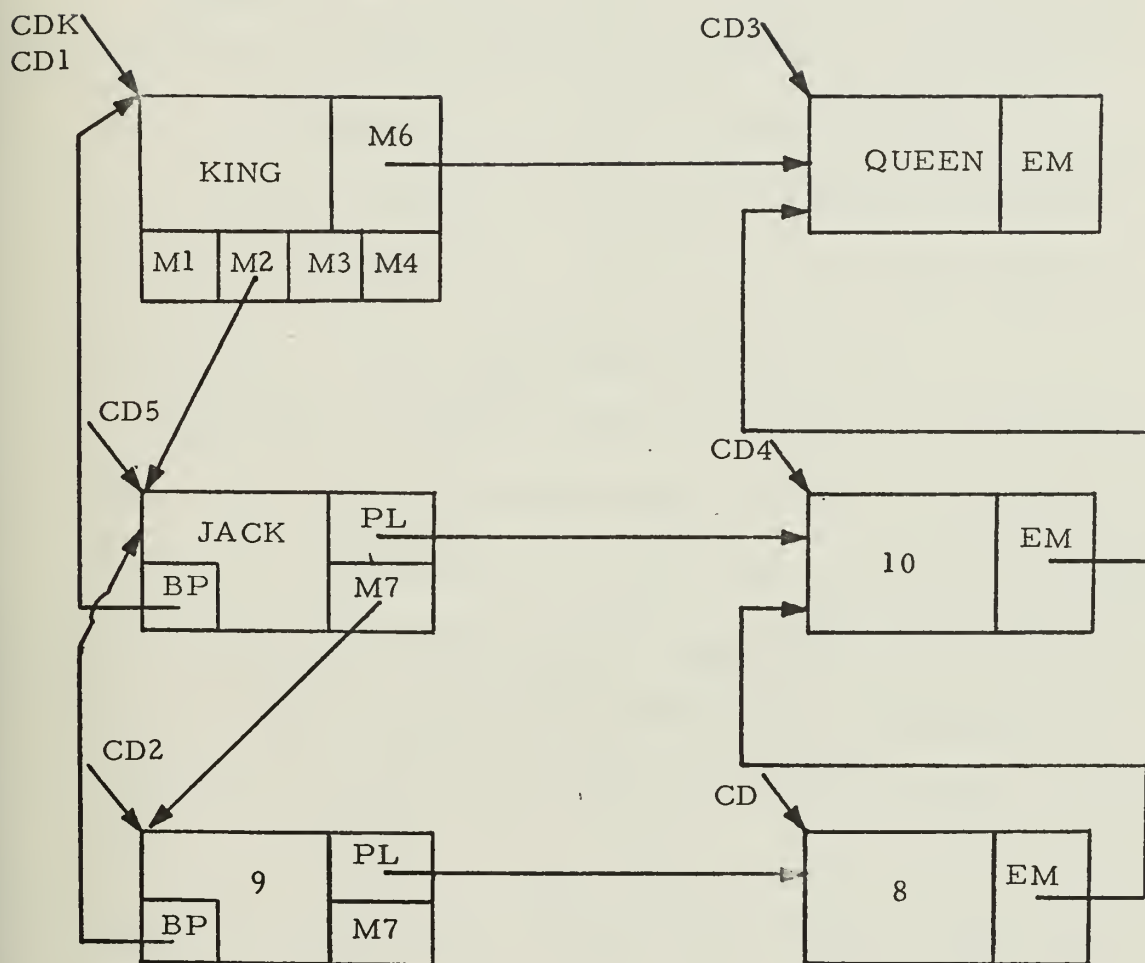 CDK
CD1
CD3
KING
M6
QUEEN
EM
M1
M2
M3
M4
CD5
CD4
JACK
PL
BP
M7
10
EM
CD2
CD
9
PL
BP
M7
8
EM